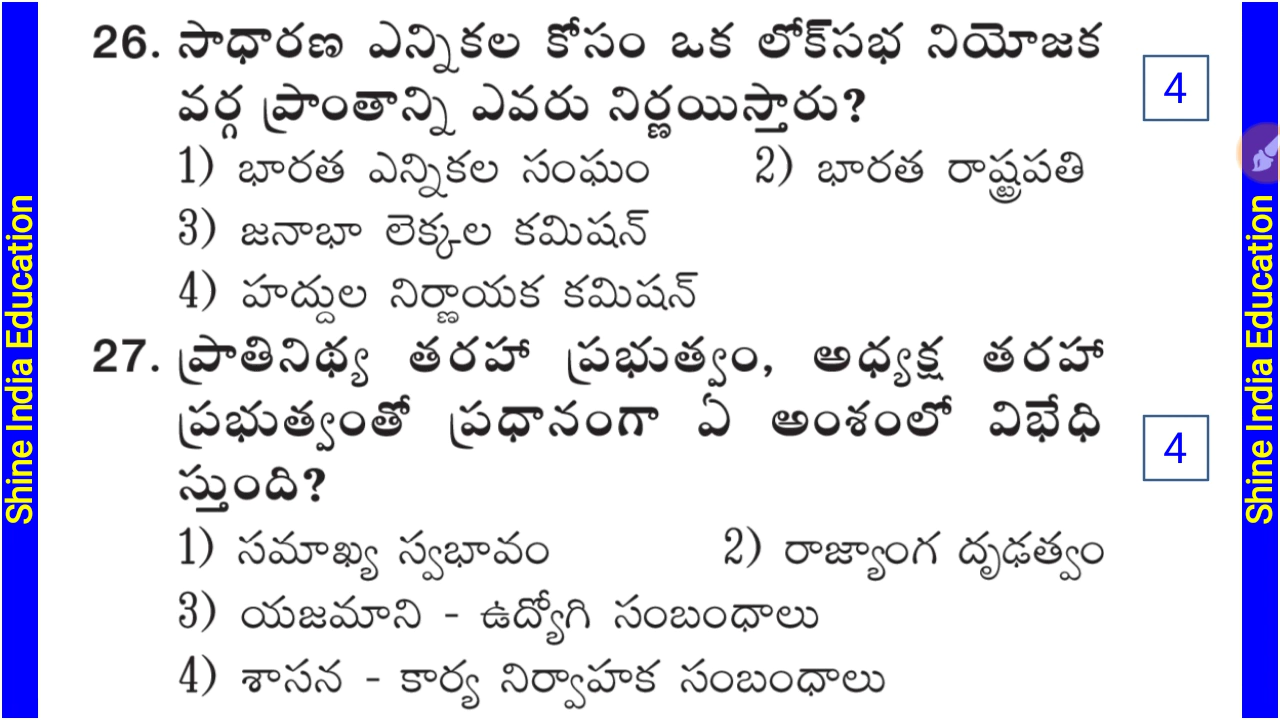 Shine India Education
26. సాధారణ ఎన్నికల కోసం ఒక లోక్‌సభ నియోజక
వర్గ ప్రాంతాన్ని ఎవరు నిర్ణయిస్తారు?
4
1) భారత ఎన్నికల సంఘం 2) భారత రాష్ట్రపతి
3) జనాభా లెక్కల కమిషన్
4) హద్దుల నిర్ణాయక కమిషన్
27. ప్రాతినిథ్య తరహా ప్రభుత్వం, అధ్యక్ష తరహా
ప్రభుత్వంతో ప్రధానంగా ఏ అంశంలో విభేధి
స్తుంది?
4
1) సమాఖ్య స్వభావం 2) రాజ్యాంగ దృఢత్వం
3) యజమాని - ఉద్యోగి సంబంధాలు
4) శాసన - కార్య నిర్వాహక సంబంధాలు
Shine India Education